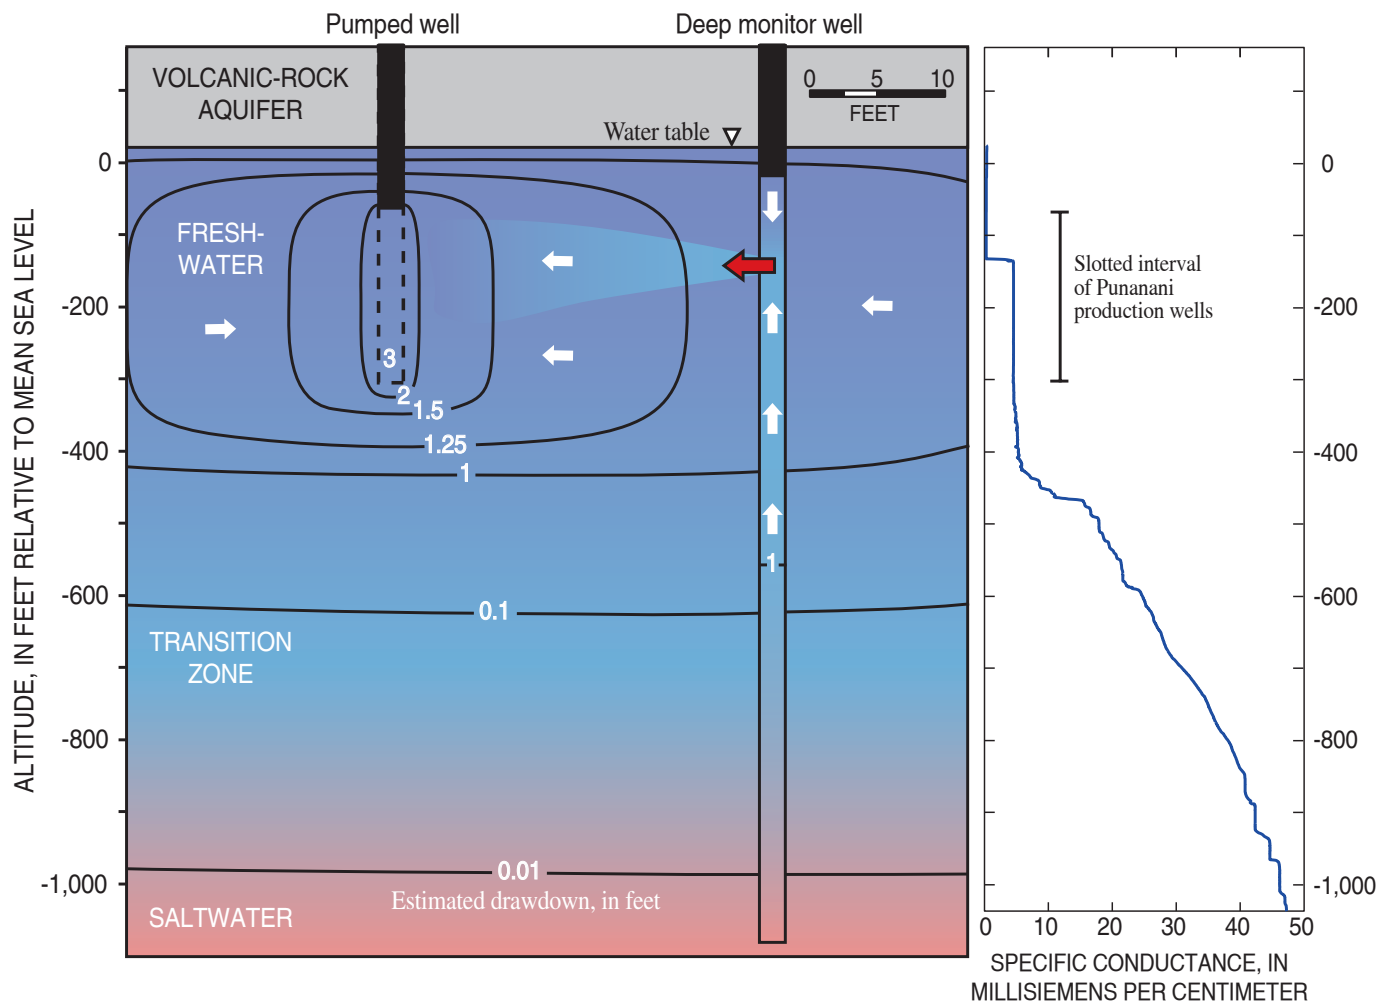 Pumped well
Deep monitor well
VOLCANIC-ROCK
AQUIFER
0 5 10
FEET
Water table
FRESH-
WATER
3
2
1.5
1.25
1
1
0.1
TRANSITION
ZONE
0.01
Estimated drawdown, in feet
SALTWATER
ALTITUDE, IN FEET RELATIVE TO MEAN SEA LEVEL
0
-200
-400
-600
-800
-1,000
Slotted interval
of Punanani
production wells
0
-200
-400
-600
-800
-1,000
0 10 20 30 40 50
SPECIFIC CONDUCTANCE, IN
MILLISIEMENS PER CENTIMETER